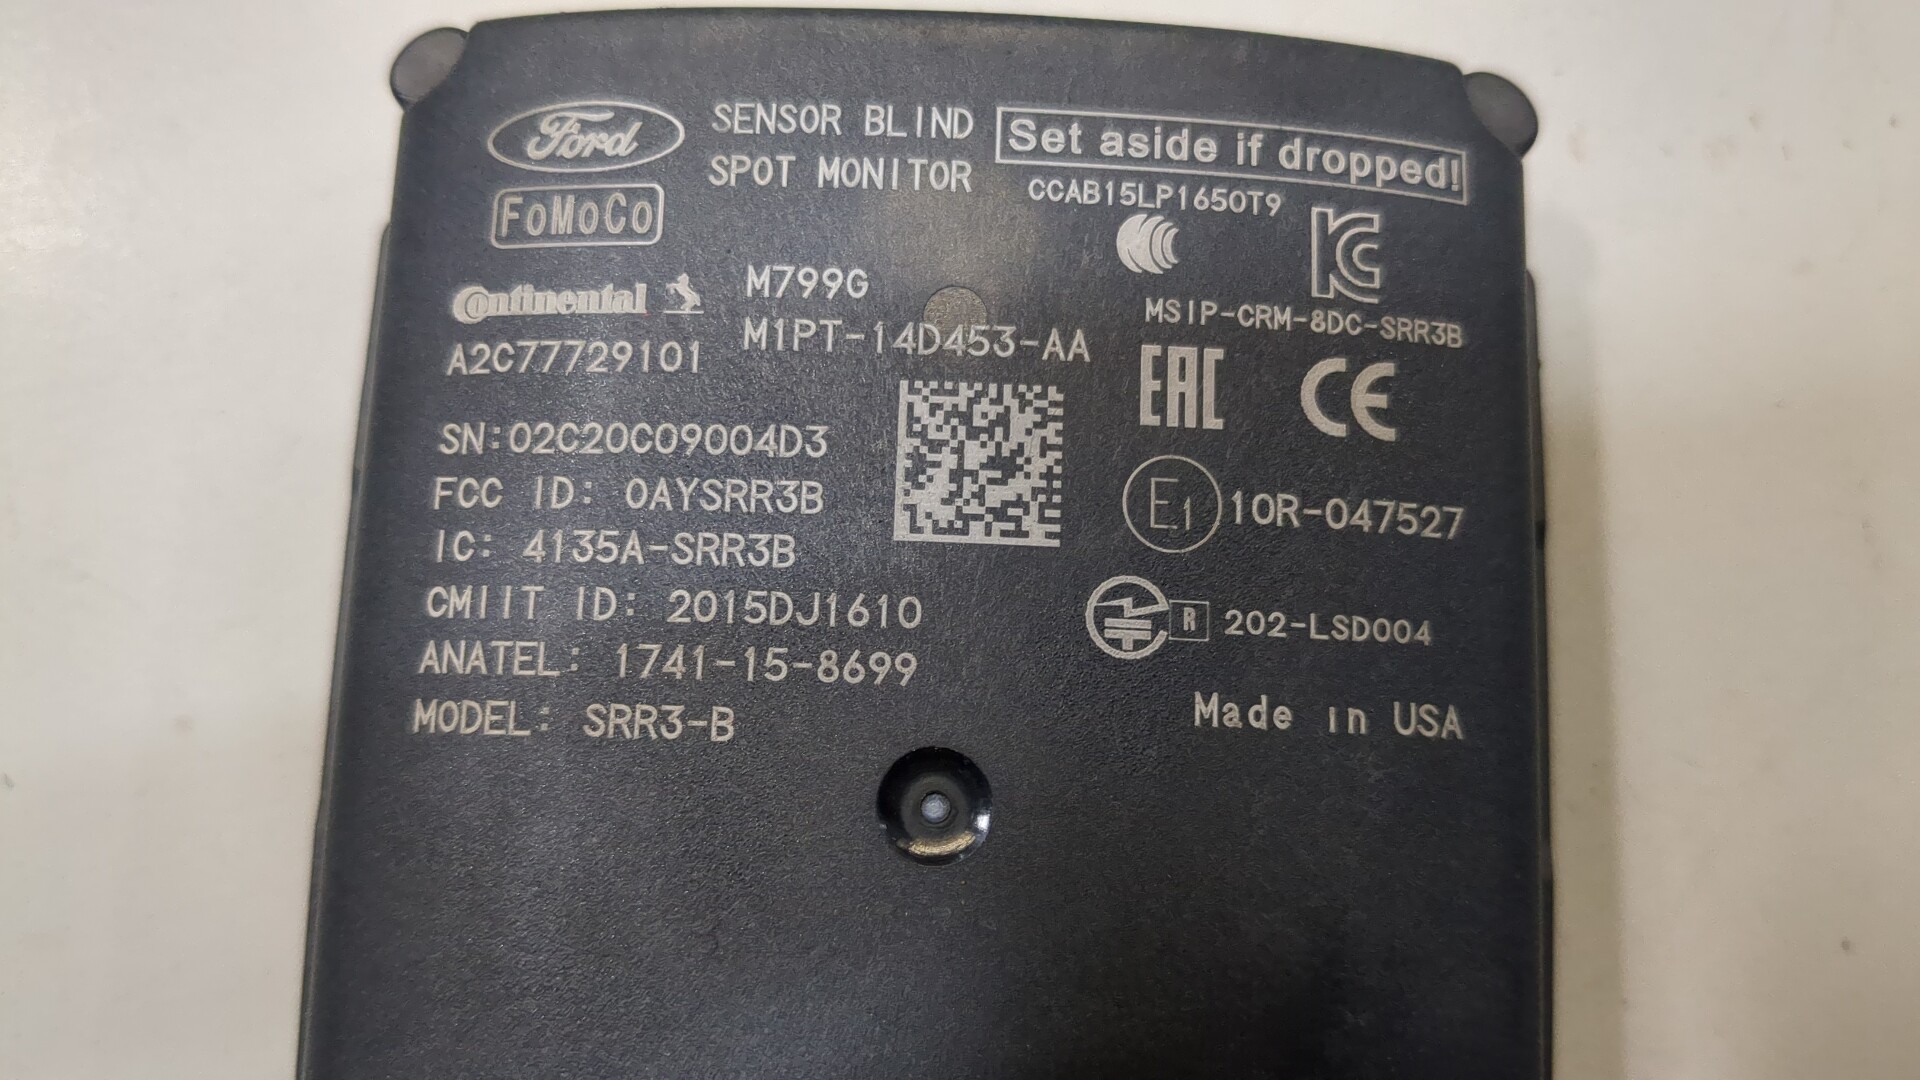 Ford
SENSOR BLIND
SPOT MONITOR
Set aside if dropped!
FoMoCo
CCAB15LP1650T9
Continental
M799G
M1PT-14D453-AA
A2C77729101
MSIP-CRM-8DC-SRR3B
EAC
CE
SN:02C20C09004D3
FCC ID: OAYSRR3B
IC: 4135A-SRR3B
E1 10R-047527
CMIIT ID: 2015DJ1610
R 202-LSD004
ANATEL: 1741-15-8699
MODEL: SRR3-B
Made in USA